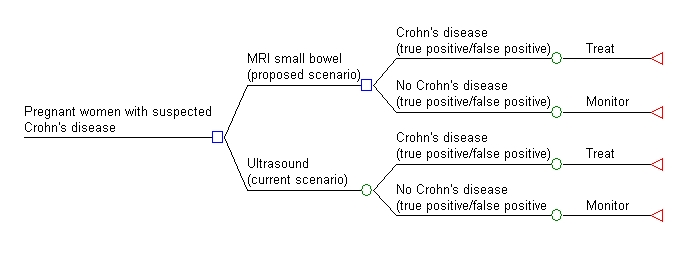 Pregnant women with suspected
Crohn's disease
MRI small bowel
(proposed scenario)
Crohn's disease
(true positive/false positive)
Treat
No Crohn's disease
(true positive/false positive)
Monitor
Ultrasound
(current scenario)
Crohn's disease
(true positive/false positive)
Treat
No Crohn's disease
(true positive/false positive
Monitor